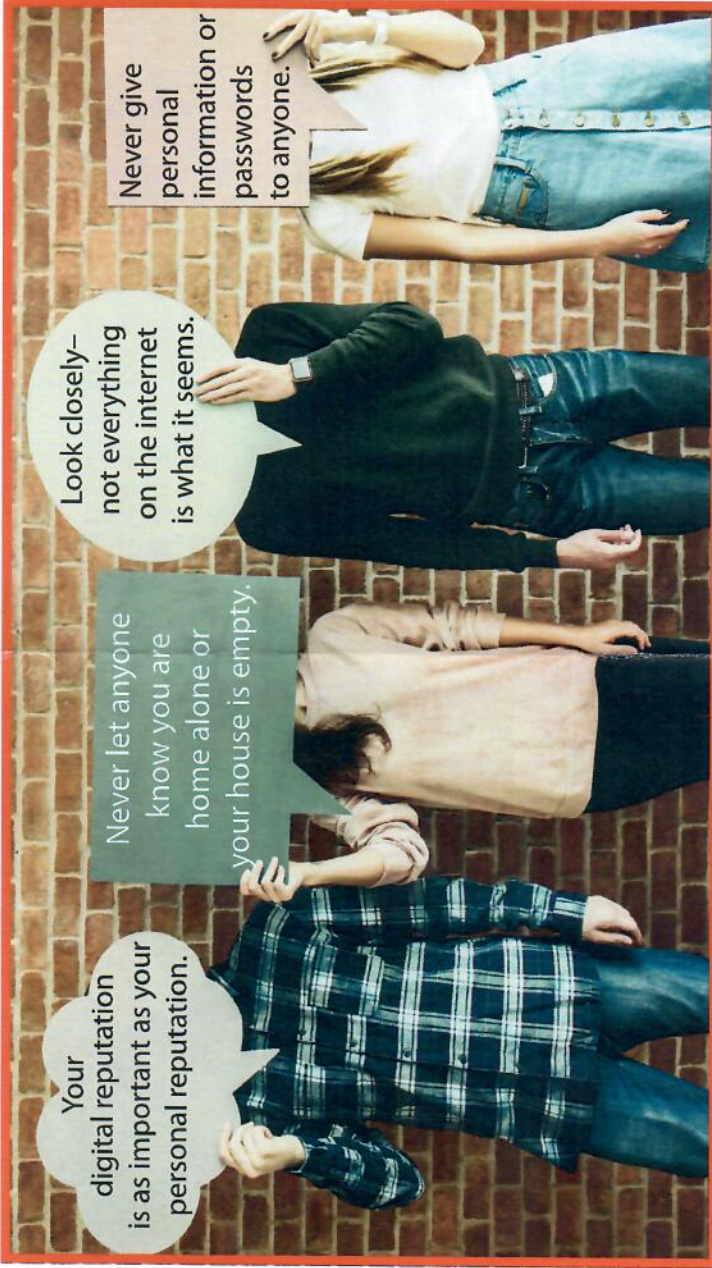 Your
digital reputation
is as important as your
personal reputation.
Never let anyone
know you are
home alone or
your house is empty.
Look closely–
not everything
on the internet
is what it seems.
Never give
personal
information or
passwords
to anyone.